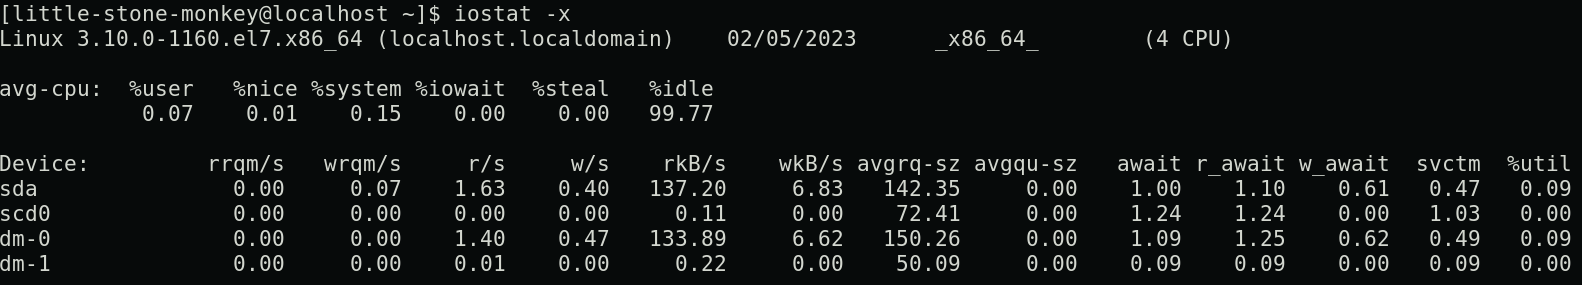 [little-stone-monkey@localhost ~]$ iostat -x
Linux 3.10.0-1160.el7.x86_64 (localhost.localdomain)    02/05/2023      _x86_64_        (4 CPU)
avg-cpu:  %user   %nice %system %iowait  %steal   %idle
           0.07    0.01    0.15    0.00    0.00   99.77
Device:         rrqm/s   wrqm/s     r/s     w/s    rkB/s    wkB/s avgrq-sz avgqu-sz   await r_await w_await  svctm  %util
sda               0.00     0.07    1.63    0.40   137.20     6.83   142.35     0.00    1.00    1.10    0.61   0.47   0.09
scd0              0.00     0.00    0.00    0.00     0.11     0.00    72.41     0.00    1.24    1.24    0.00   1.03   0.00
dm-0              0.00     0.00    1.40    0.47   133.89     6.62   150.26     0.00    1.09    1.25    0.62   0.49   0.09
dm-1              0.00     0.00    0.01    0.00     0.22     0.00    50.09     0.00    0.09    0.09    0.00   0.09   0.00